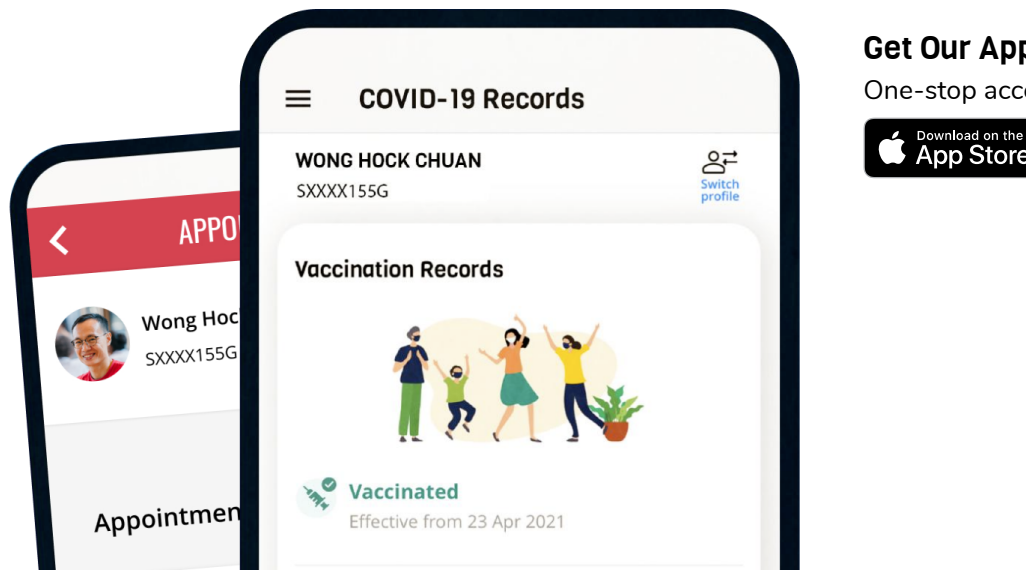 COVID-19 Records
WONG HOCK CHUAN
SXXXX155G
Switch
profile
Vaccination Records
Vaccinated
Effective from 23 Apr 2021
APPO
Wong Hoc
SXXXX155G
Appointmen
Get Our App
One-stop acc
Download on the
App Store